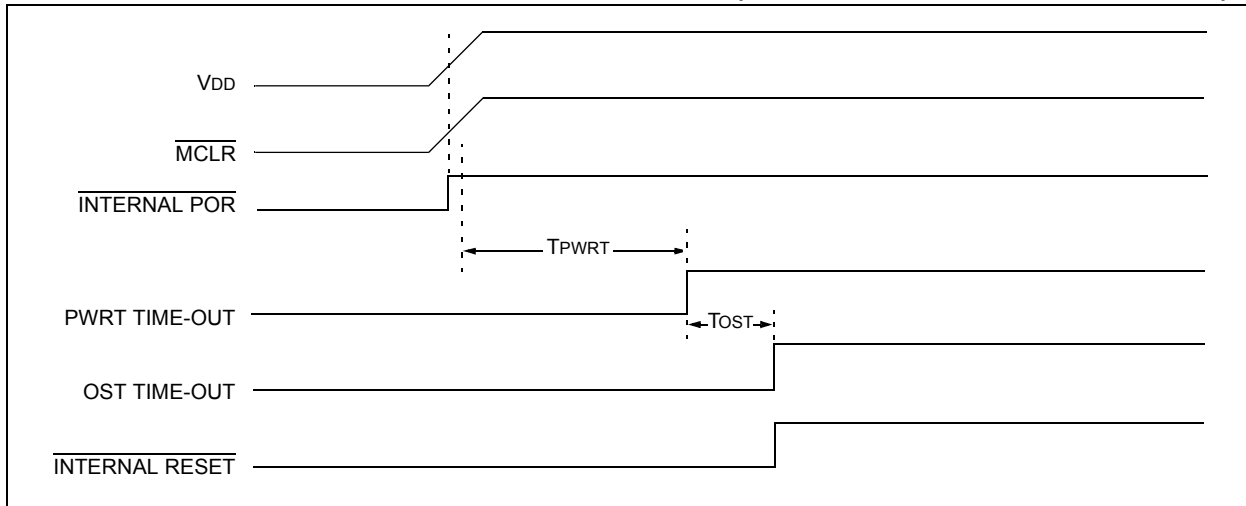 VDD
MCLR
INTERNAL POR
TPWRT
PWRT TIME-OUT
TOST
OST TIME-OUT
INTERNAL RESET